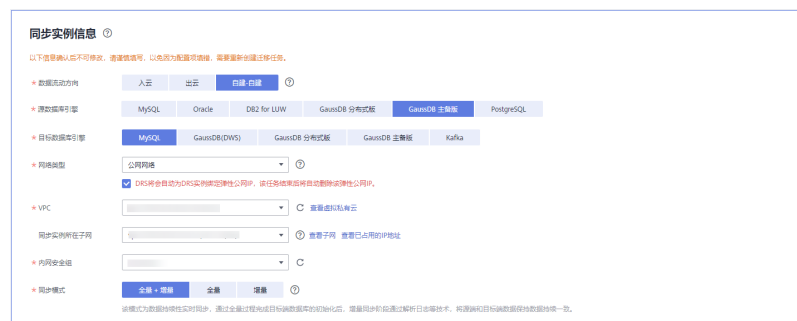 同步实例信息
以下信息确认后不可修改，请谨慎填写，以免因为配置项填错，需要重新创建迁移任务。
* 数据流动方向 入云 出云 自建-自建
* 源数据库引擎 MySQL Oracle DB2 for LUW GaussDB 分布式版 GaussDB 主备版 PostgreSQL
* 目标数据库引擎 MySQL GaussDB(DWS) GaussDB 分布式版 GaussDB 主备版 Kafka
* 网络类型 公网网络
DRS将会自动为DRS实例绑定弹性公网IP，该任务结束后将自动删除该弹性公网IP。
* VPC 查看虚拟私有云
同步实例所在子网 查看子网 查看已占用的IP地址
* 内网安全组
* 同步模式 全量 + 增量 全量 增量
该模式为数据持续性实时同步，通过全量过程完成目标端数据库的初始化后，增量同步阶段通过解析日志等技术，将源端和目标端数据保持数据持续一致。